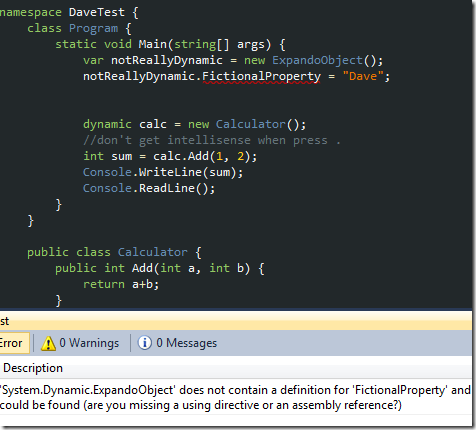 namespace DaveTest {
class Program {
static void Main(string[] args) {
var notReallyDynamic = new ExpandoObject();
notReallyDynamic.FictionalProperty = "Dave";
dynamic calc = new Calculator();
//don't get intellisense when press .
int sum = calc.Add(1, 2);
Console.WriteLine(sum);
Console.ReadLine();
}
}
public class Calculator {
public int Add(int a, int b) {
return a+b;
}
st
Error
0 Warnings
0 Messages
Description
'System.Dynamic.ExpandoObject' does not contain a definition for 'FictionalProperty' and
could be found (are you missing a using directive or an assembly reference?)